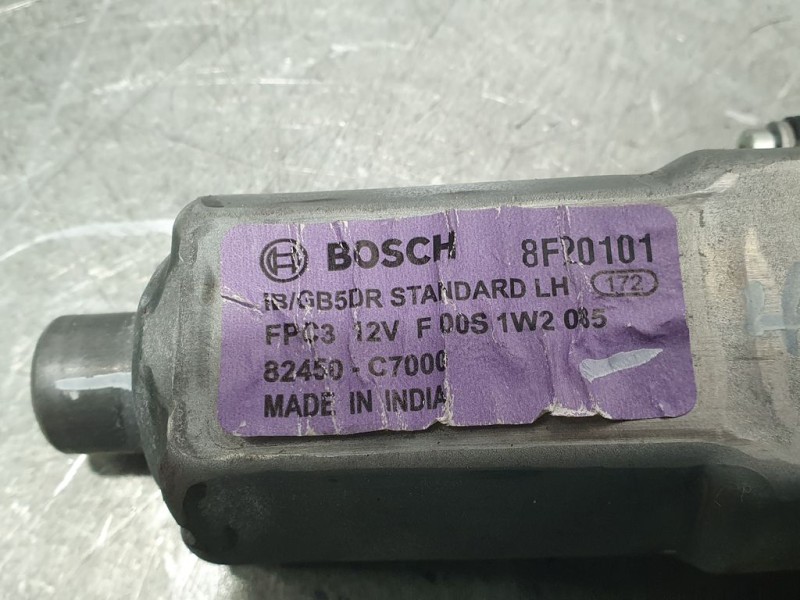 BOSCH 8F20101
IB/GB5DR STANDARD LH 172
FPC3 12V F 00S 1W2 085
82450 - C7000
MADE IN INDIA